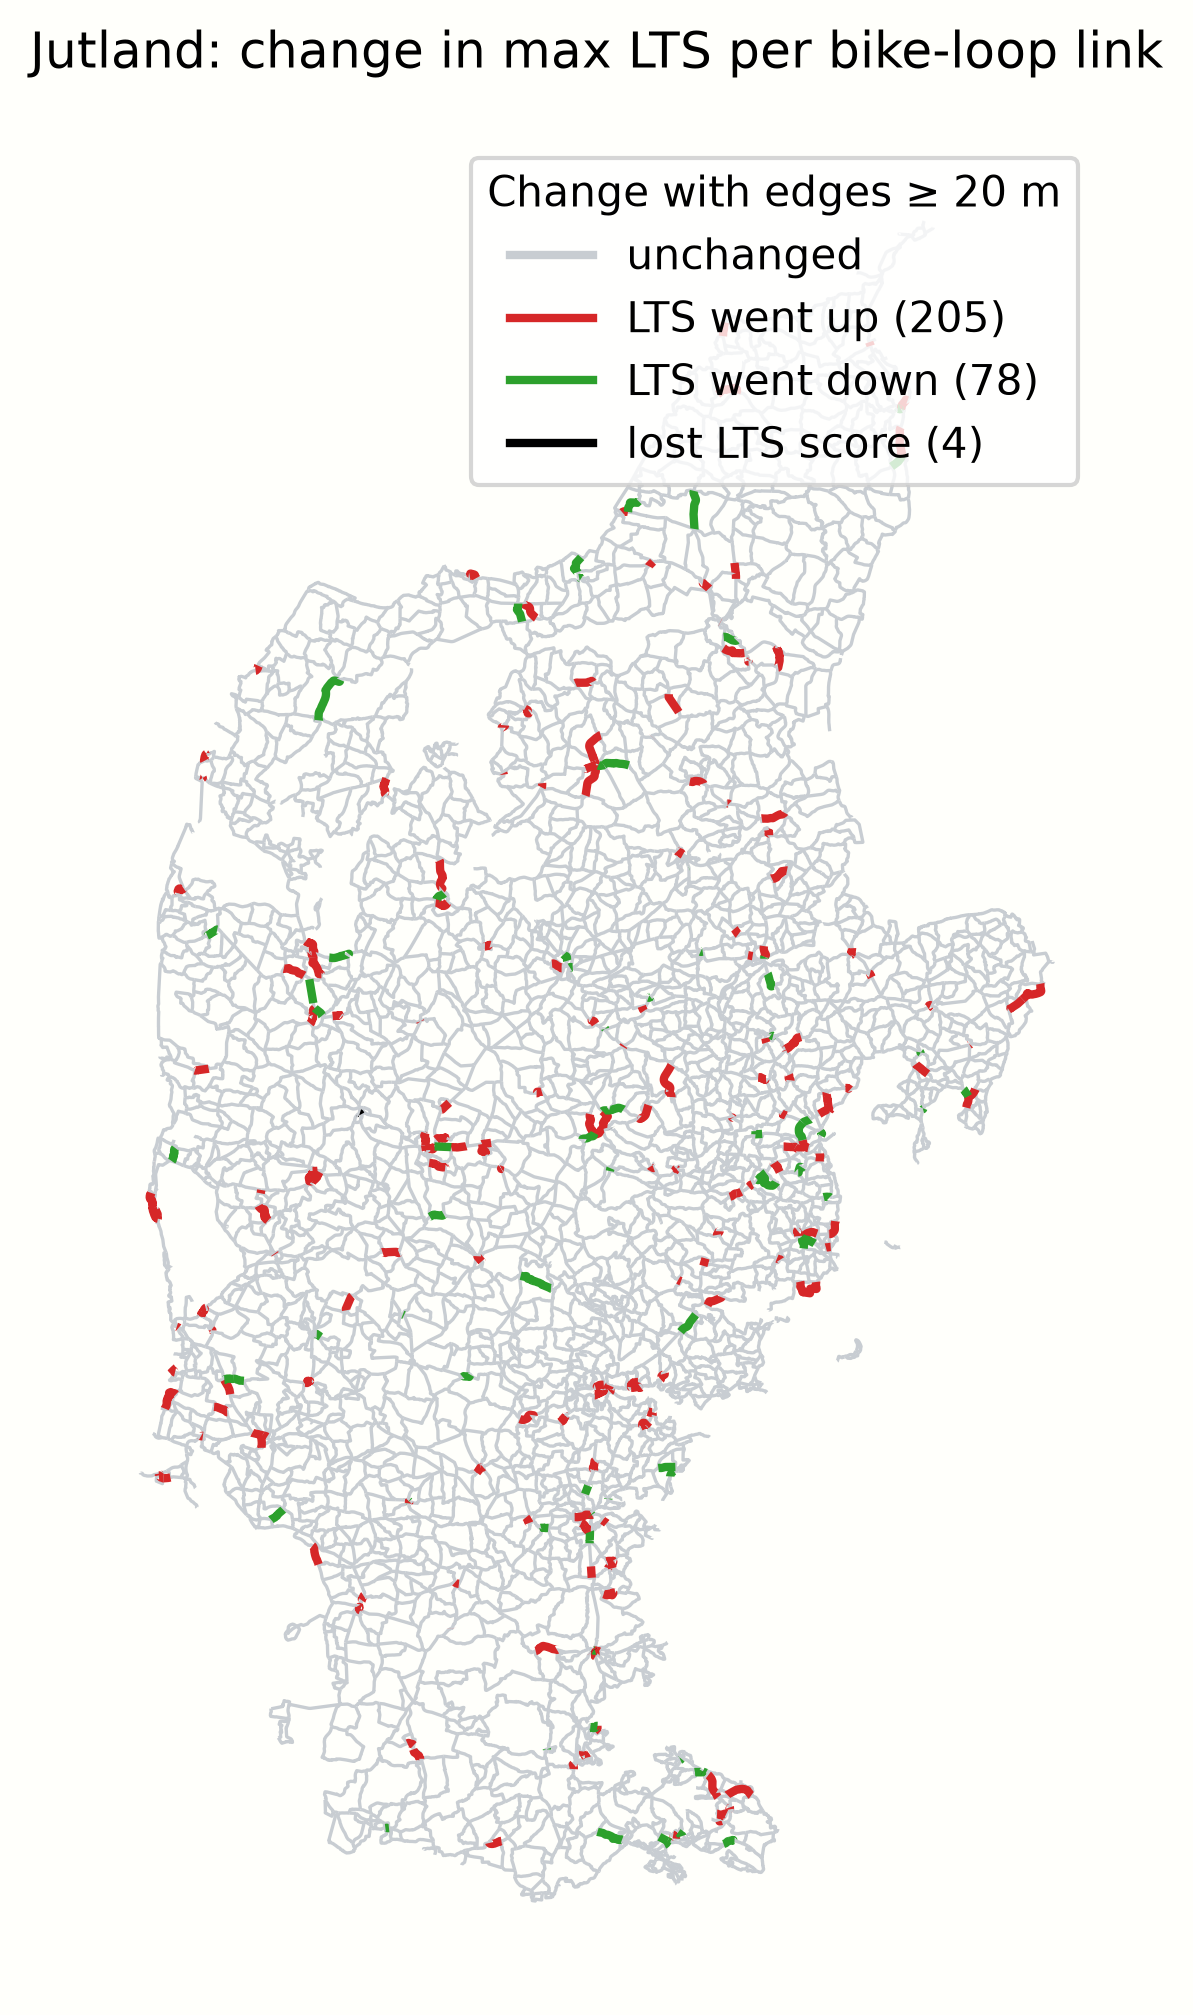 Jutland: change in max LTS per bike-loop link
Change with edges ≥ 20 m
unchanged
LTS went up (205)
LTS went down (78)
lost LTS score (4)